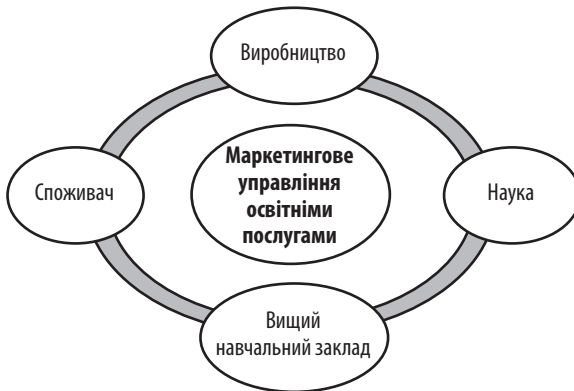 Виробництво
Споживач
Маркетингове
управління
освітніми
послугами
Наука
Вищий
навчальний заклад